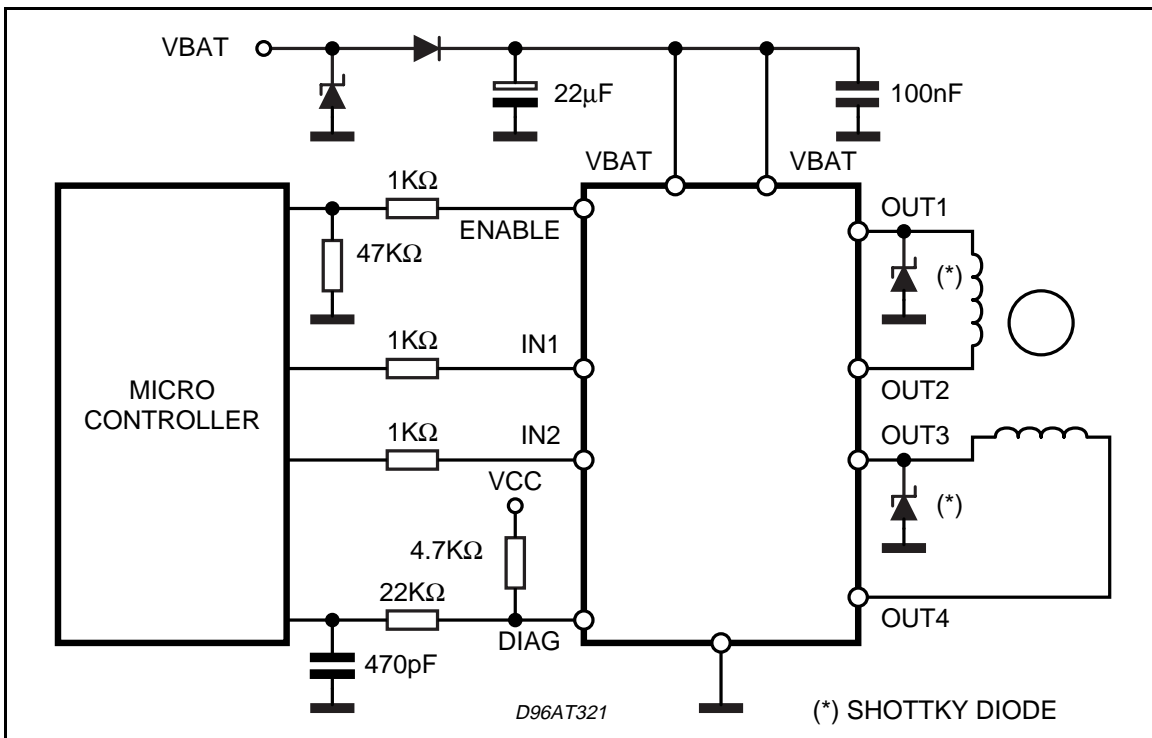 VBAT
22μF
100nF
VBAT
VBAT
1KΩ
ENABLE
OUT1
47KΩ
(*)
1KΩ
IN1
MICRO
CONTROLLER
OUT2
1KΩ
IN2
OUT3
VCC
(*)
4.7KΩ
22KΩ
DIAG
OUT4
470pF
D96AT321
(*) SHOTTKY DIODE